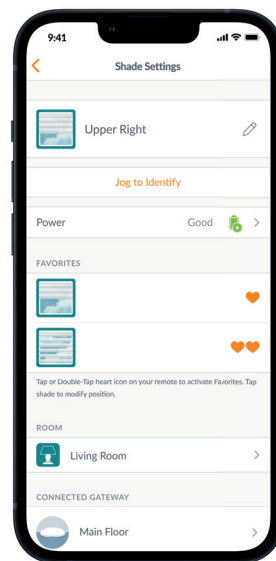 9:41
Shade Settings
Upper Right
Jog to Identify
Power Good
FAVORITES
Tap or Double-Tap heart icon on your remote to activate Favorites. Tap
shade to modify position.
ROOM
Living Room
CONNECTED GATEWAY
Main Floor